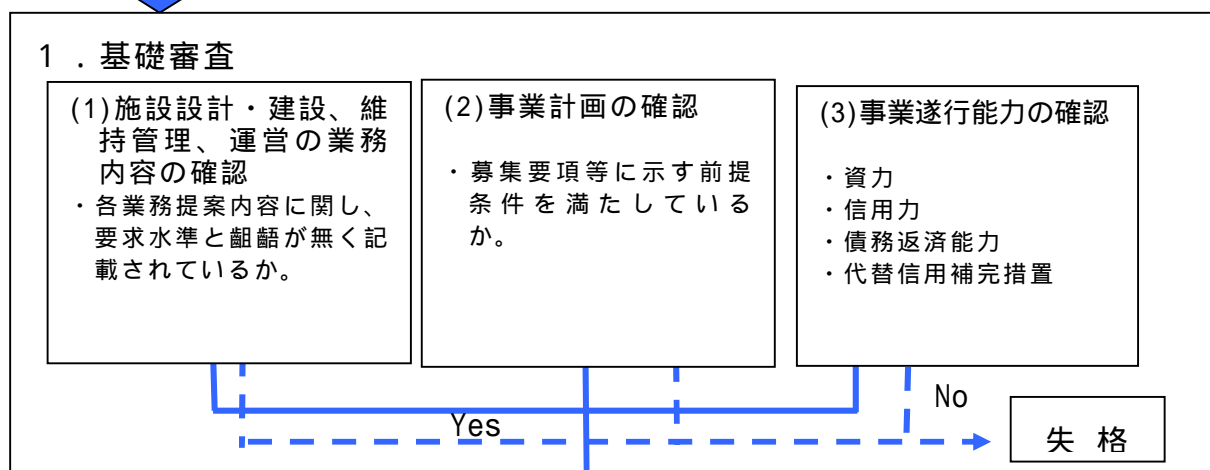 1．基礎審査
(1)施設設計・建設、維
持管理、運営の業務
内容の確認
・各業務提案内容に関し、
要求水準と齟齬が無く記
載されているか。
(2)事業計画の確認
・募集要項等に示す前提
条件を満たしている
か。
(3)事業遂行能力の確認
・資力
・信用力
・債務返済能力
・代替信用補完措置
No
Yes
失 格